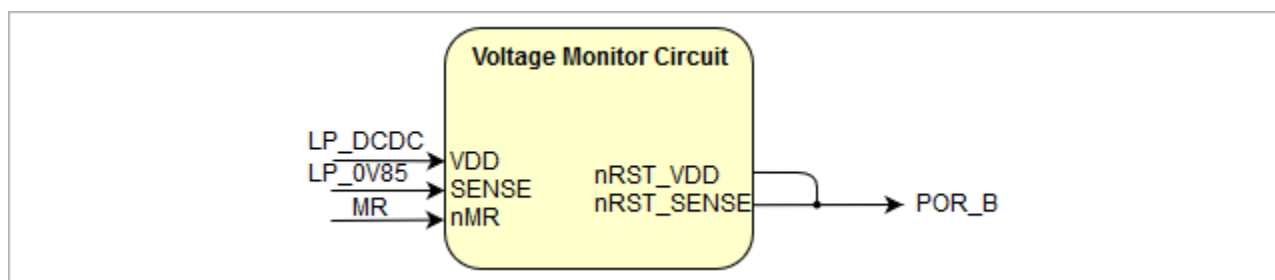 Voltage Monitor Circuit
LP_DCDC
VDD
LP_0V85
SENSE
MR
nMR
nRST_VDD
nRST_SENSE
POR_B